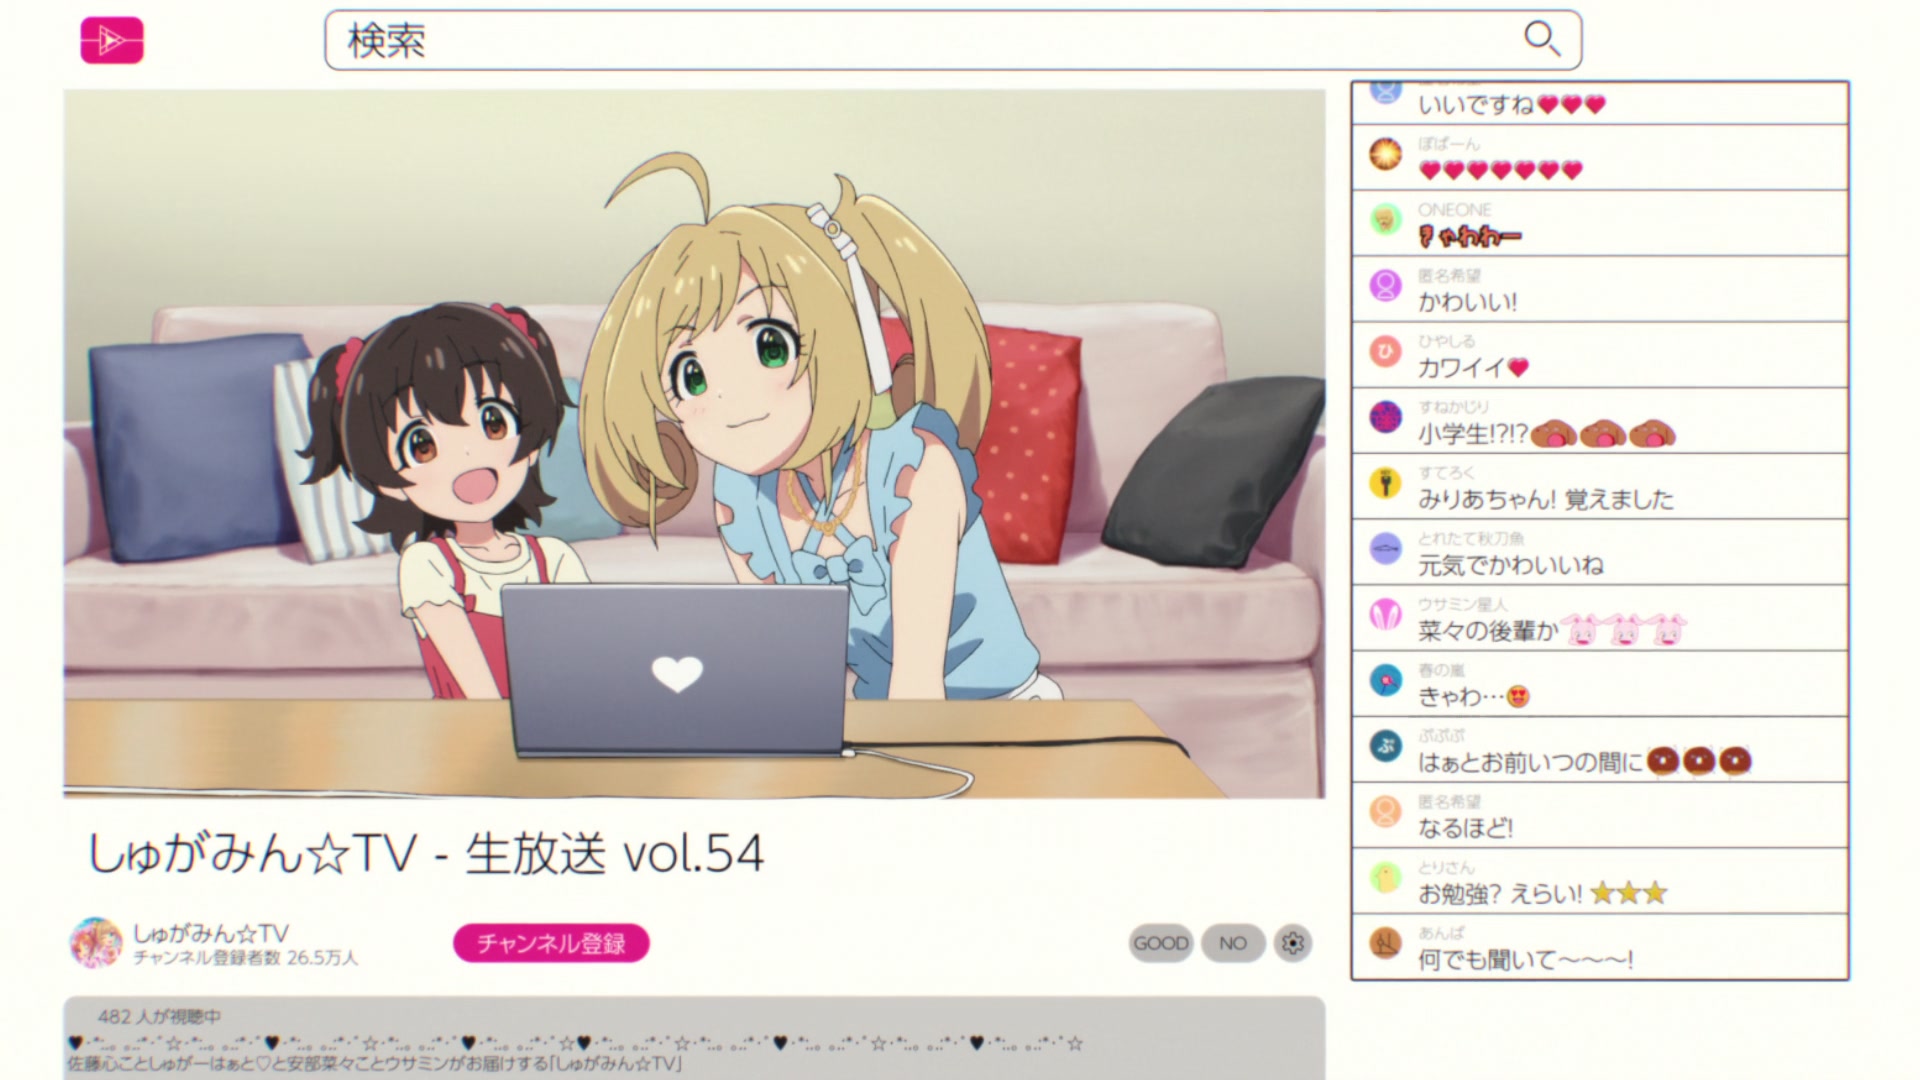 検索
いいですね❤❤❤
ぽぱーん
❤❤❤❤❤❤❤
ONEONE
きゃわわー
匿名希望
かわいい!
ひ
ひやしる
カワイイ❤
すねかじり
小学生!?!?
すてろく
みりあちゃん! 覚えました
とれたて秋刀魚
元気でかわいいね
ウサミン星人
菜々の後輩か
春の嵐
きゃわ…😍
ぷ
ぷぷぷ
はぁとお前いつの間に🍩🍩🍩
匿名希望
なるほど!
とりさん
お勉強? えらい! ★★★
あんぱ
何でも聞いて〜〜〜!
しゅがみん☆TV - 生放送 vol.54
しゅがみん☆TV
チャンネル登録者数 26.5万人
チャンネル登録
GOOD
NO
482 人が視聴中
佐藤心ことしゅがーはぁと♡と安部菜々ことウサミンがお届けする「しゅがみん☆TV」